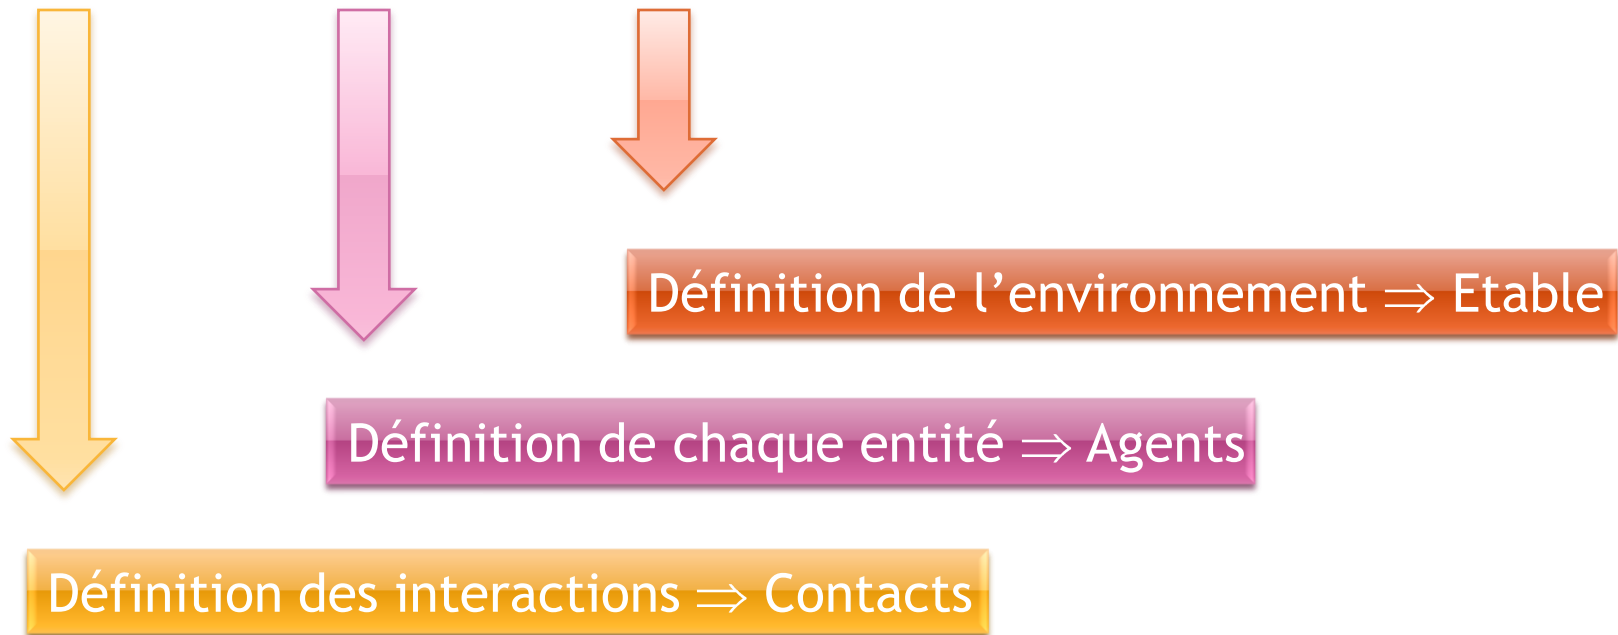 Définition de l’environnement ⇒ Etable
Définition de chaque entité ⇒ Agents
Définition des interactions ⇒ Contacts